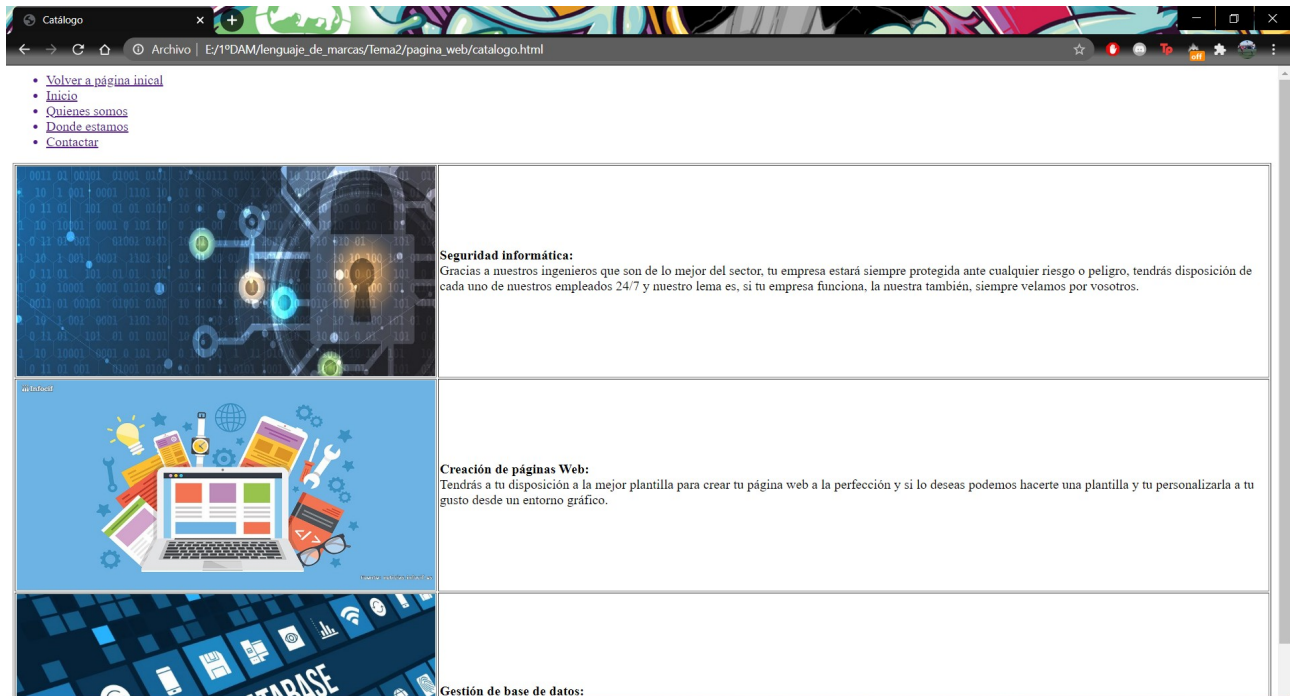 Catálogo
Archivo | E:/1ºDAM/lenguaje_de_marcas/Tema2/pagina_web/catalogo.html
Tp
off
Volver a página inical
Inicio
Quienes somos
Donde estamos
Contactar
Seguridad informática:
Gracias a nuestros ingenieros que son de lo mejor del sector, tu empresa estará siempre protegida ante cualquier riesgo o peligro, tendrás disposición de
cada uno de nuestros empleados 24/7 y nuestro lema es, si tu empresa funciona, la nuestra también, siempre velamos por vosotros.
Creación de páginas Web:
Tendrás a tu disposición a la mejor plantilla para crear tu página web a la perfección y si lo deseas podemos hacerte una plantilla y tu personalizarla a tu
gusto desde un entorno gráfico.
Gestión de base de datos: